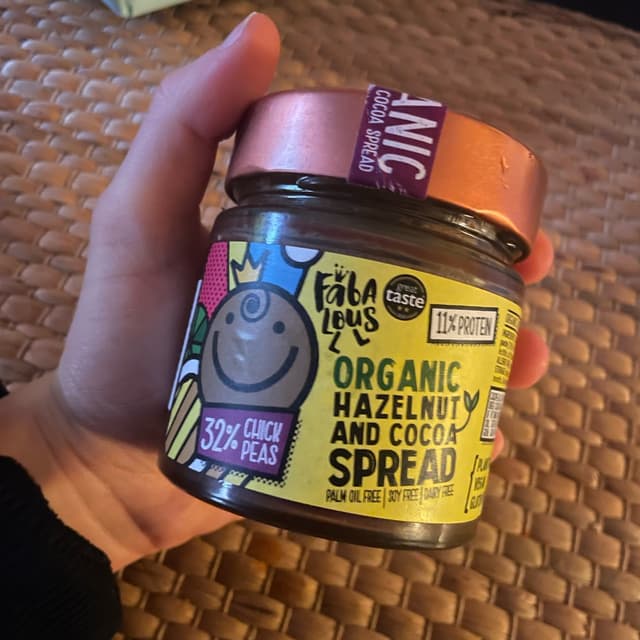 ANIC
COCOA SPREAD
FabA
LOUS
great
taste
11% PROTEIN
ORGANIC
HAZELNUT
AND COCOA
SPREAD
PALM OIL FREE | SOY FREE | DAIRY FREE
32% CHICK
PEAS